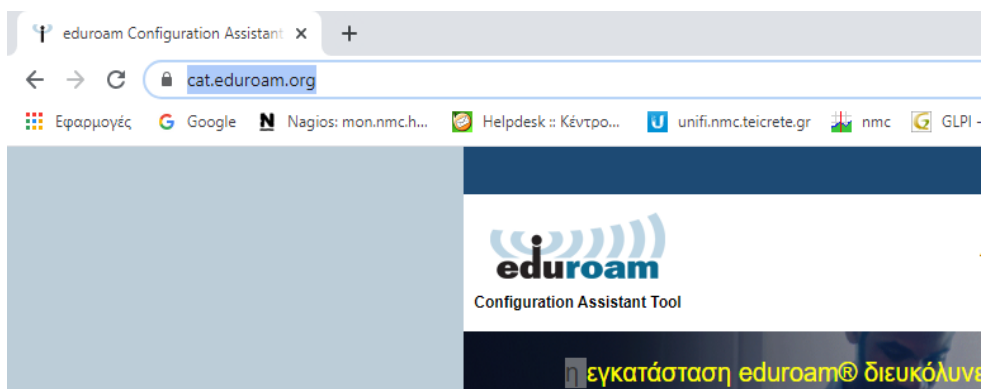 eduroam Configuration Assistant
cat.eduroam.org
Εφαρμογές Google Nagios: mon.nmc.h... Helpdesk :: Κέντρο... unifi.nmc.teicrete.gr nmc GLPI -
eduroam
Configuration Assistant Tool
η εγκατάσταση eduroam® διευκόλυνε